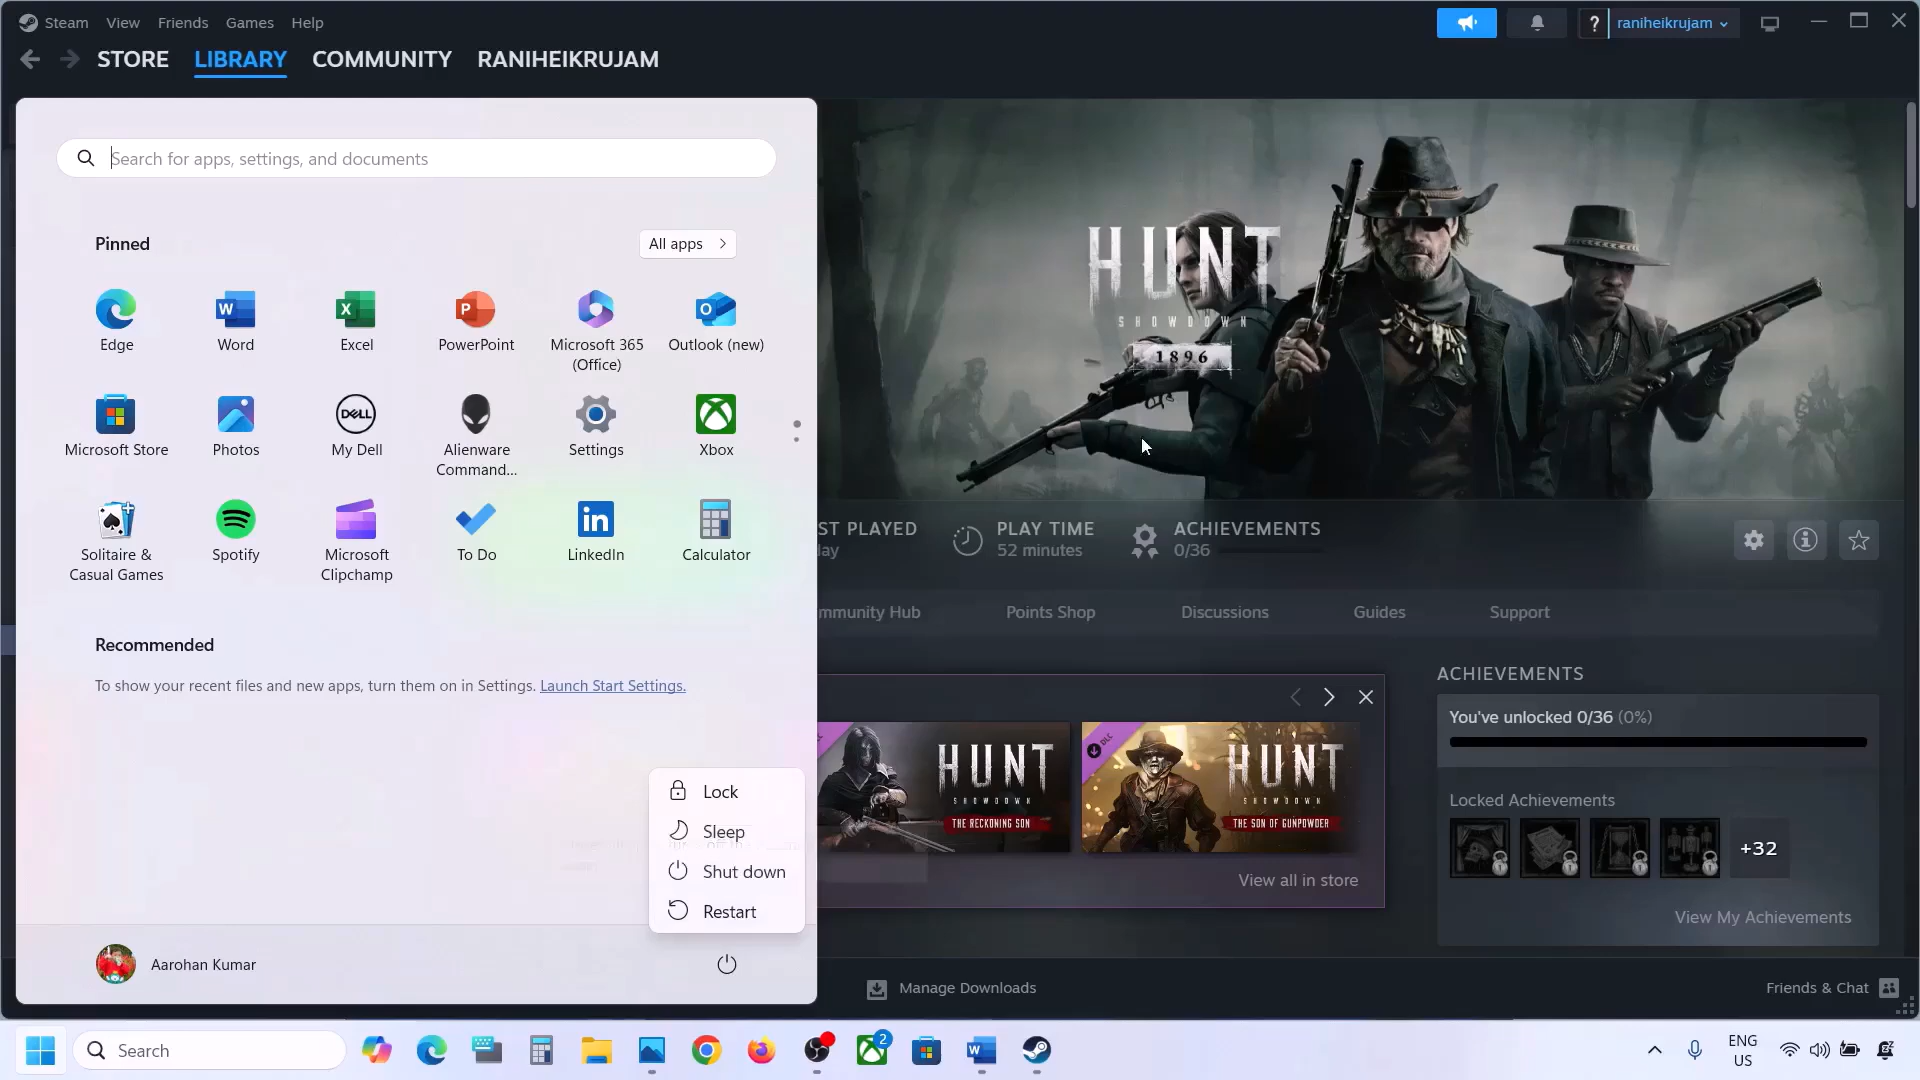 Steam View Friends Games Help
? raniheikrujam
STORE LIBRARY COMMUNITY RANIHEIKRUJAM
Search for apps, settings, and documents
Pinned
All apps
Edge
Word
Excel
PowerPoint
Microsoft 365
(Office)
Outlook (new)
Microsoft Store
Photos
DELL
My Dell
Alienware
Command...
Settings
Xbox
Solitaire &
Casual Games
Spotify
Microsoft
Clipchamp
To Do
LinkedIn
Calculator
Recommended
To show your recent files and new apps, turn them on in Settings. Launch Start Settings.
Lock
Sleep
Shut down
Restart
Aarohan Kumar
HUNT
SHOWDOWN
1896
ST PLAYED
lay
PLAY TIME
52 minutes
ACHIEVEMENTS
0/36
mmunity Hub
Points Shop
Discussions
Guides
Support
HUNT
SHOWDOWN
THE RECKONING SON
DLC
HUNT
SHOWDOWN
THE SON OF GUNPOWDER
View all in store
ACHIEVEMENTS
You've unlocked 0/36 (0%)
Locked Achievements
+32
View My Achievements
Manage Downloads
Friends & Chat
Search
2
ENG
US